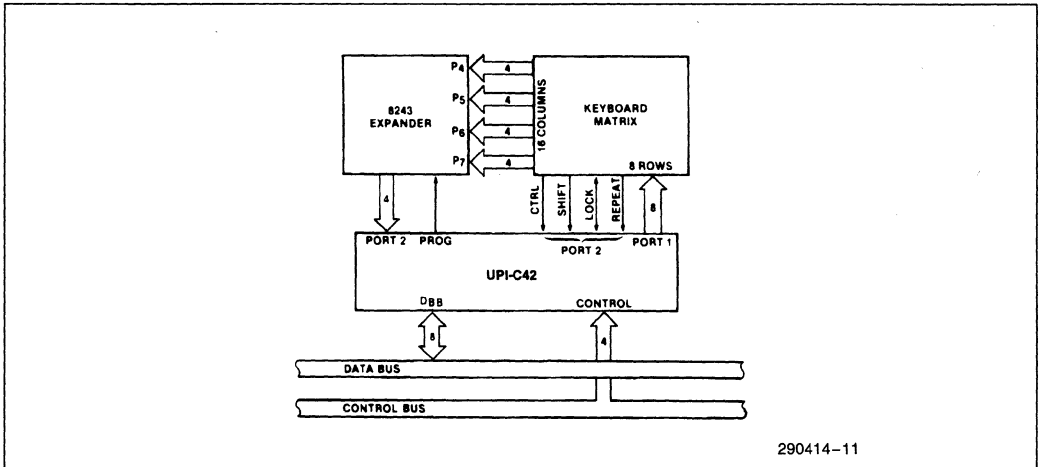 P4
4
P5
4
P6
4
P7
4
8243
EXPANDER
16 COLUMNS
KEYBOARD
MATRIX
8 ROWS
4
CTRL
SHIFT
LOCK
REPEAT
8
PORT 2
PROG
PORT 2
PORT 1
UPI-C42
DBB
CONTROL
8
4
DATA BUS
CONTROL BUS
290414-11